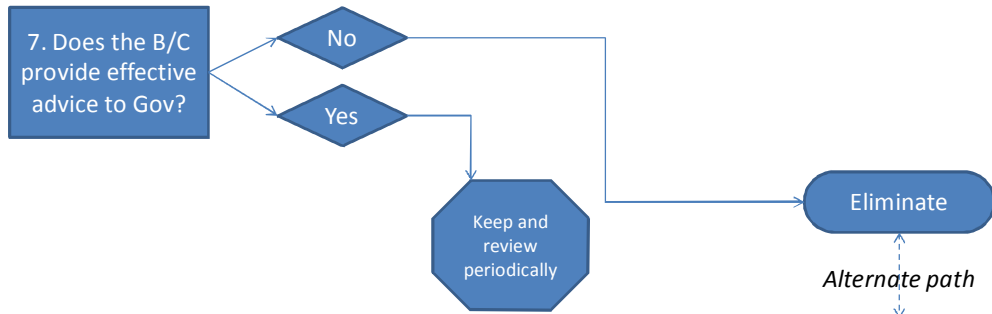 7. Does the B/C
provide effective
advice to Gov?
No
Yes
Keep and
review
periodically
Eliminate
Alternate path